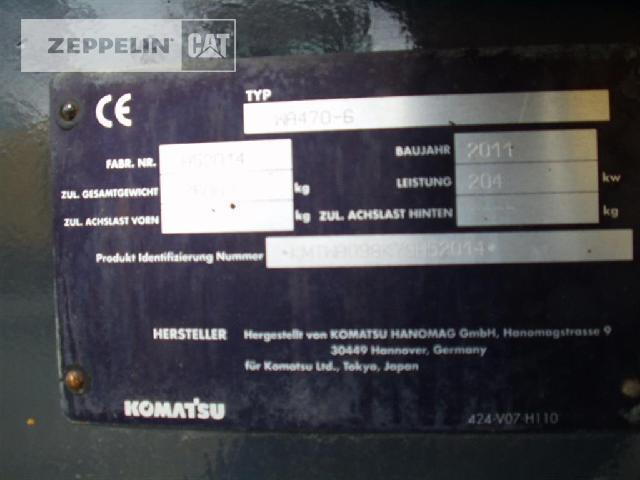 ZEPPELIN CAT
CE
TYP
WA470-6
FABR. NR. H52014 BAUJAHR 2011
ZUL. GESAMTGEWICHT kg LEISTUNG 204 kw
ZUL. ACHSLAST VORN kg ZUL. ACHSLAST HINTEN kg
Produkt Identifizierung Nummer
HERSTELLER Hergestellt von KOMATSU HANOMAG GmbH, Hanomagstrasse 9
30449 Hannover, Germany
für Komatsu Ltd., Tokyo, Japan
KOMATSU
424-V07-H110